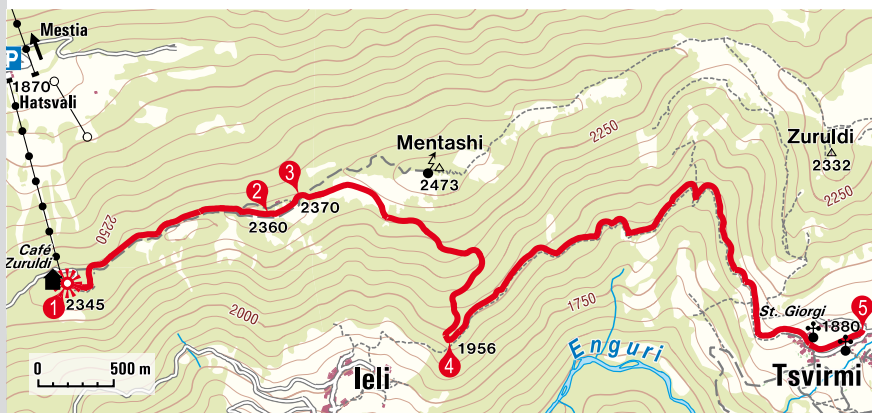 Mestia
P
1870
Hatsvali
2250
Mentashi
2473
Zuruldi
2332
2250
3
2
2370
2360
2250
Café
Zuruldi
1
2345
2000
1750
St. Giorgi
1880
5
1956
4
Enguri
0
500 m
Ieli
Tsvirmi